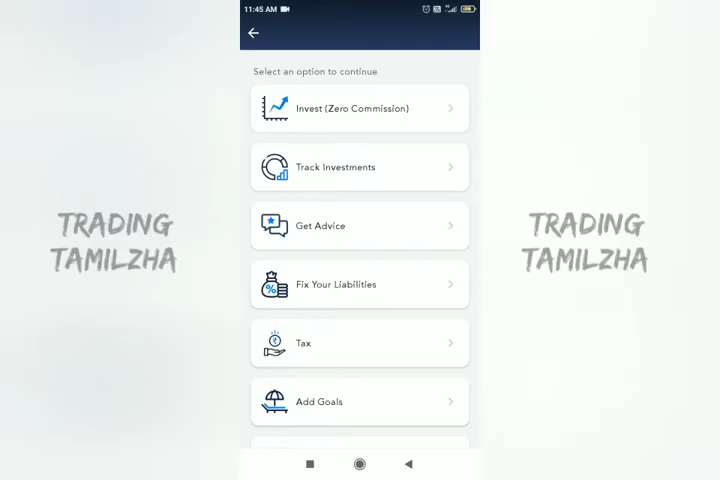 11:45 AM
Select an option to continue
Invest (Zero Commission)
Track Investments
Get Advice
Fix Your Liabilities
Tax
Add Goals
TRADING
TAMILZHA
TRADING
TAMILZHA